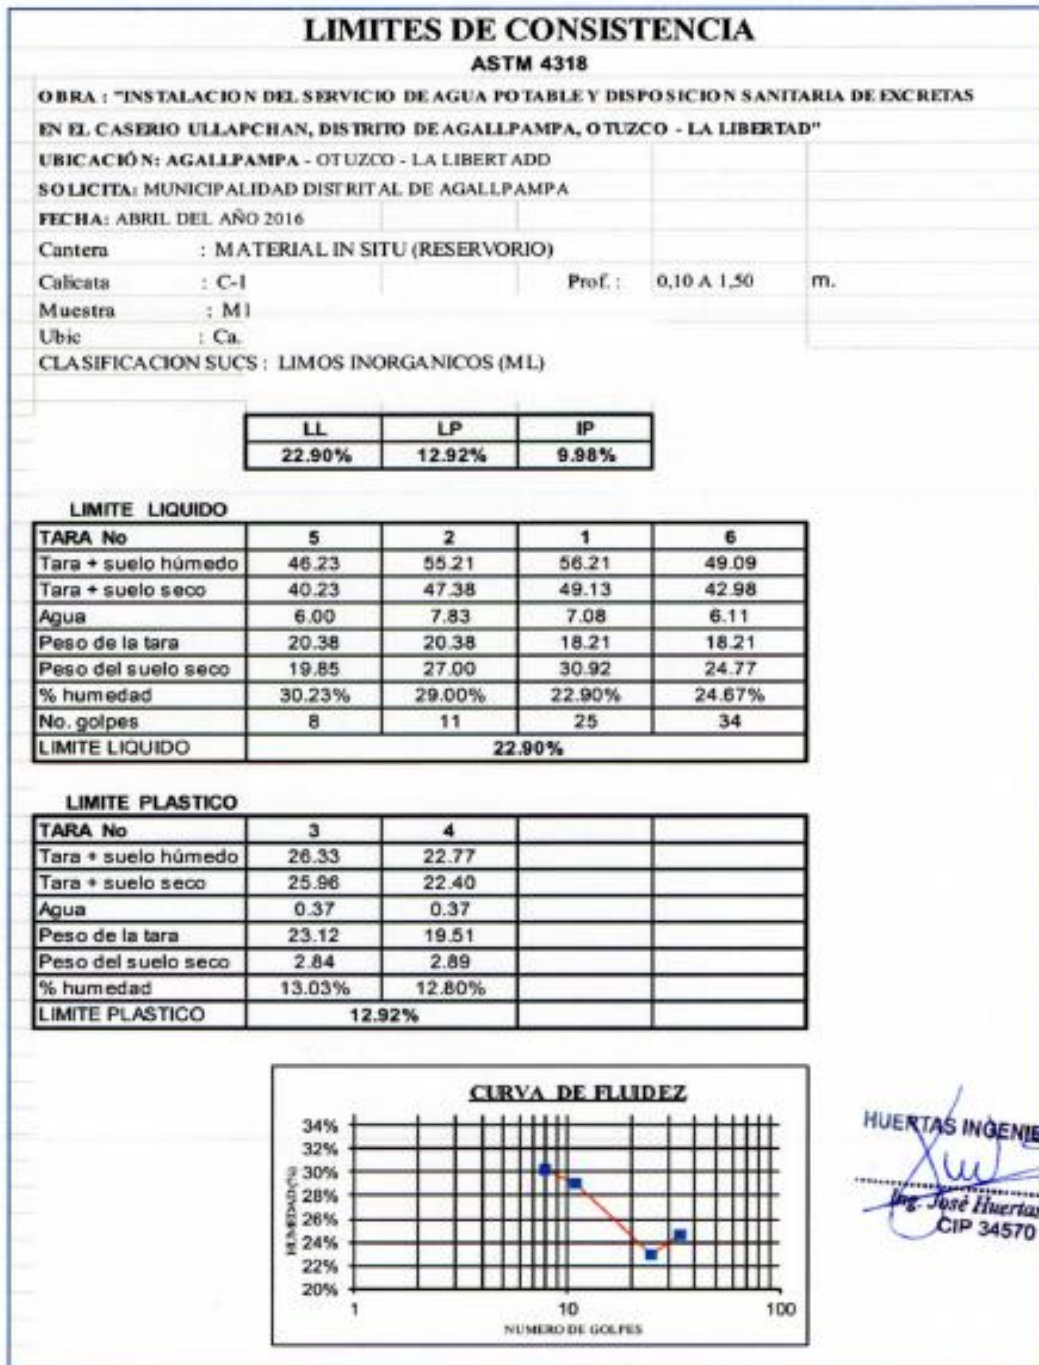 LIMITES DE CONSISTENCIA
ASTM 4318
OBRA : "INSTALACION DEL SERVICIO DE AGUA POTABLE Y DISPOSICION SANITARIA DE EXCRETAS
EN EL CASERIO ULLAPCHAN, DISTRITO DE AGALLPAMPA, OTUZCO - LA LIBERTAD"
UBICACIÓN: AGALLPAMPA - OTUZCO - LA LIBERTADD
SOLICITA: MUNICIPALIDAD DISTRITAL DE AGALLPAMPA
FECHA: ABRIL DEL AÑO 2016
Cantera : MATERIAL IN SITU (RESERVORIO)
Calicata : C-1 Prof. : 0,10 A 1,50 m.
Muestra : M1
Ubic : Ca.
CLASIFICACION SUCS : LIMOS INORGANICOS (ML)
LL LP IP
22.90% 12.92% 9.98%
LIMITE LIQUIDO
TARA No 5 2 1 6
Tara + suelo húmedo 46.23 55.21 56.21 49.09
Tara + suelo seco 40.23 47.38 49.13 42.98
Agua 6.00 7.83 7.08 6.11
Peso de la tara 20.38 20.38 18.21 18.21
Peso del suelo seco 19.85 27.00 30.92 24.77
% humedad 30.23% 29.00% 22.90% 24.67%
No. golpes 8 11 25 34
LIMITE LIQUIDO 22.90%
LIMITE PLASTICO
TARA No 3 4
Tara + suelo húmedo 26.33 22.77
Tara + suelo seco 25.96 22.40
Agua 0.37 0.37
Peso de la tara 23.12 19.51
Peso del suelo seco 2.84 2.89
% humedad 13.03% 12.80%
LIMITE PLASTICO 12.92%
CURVA DE FLUIDEZ
34%
32%
30%
28%
26%
24%
22%
20%
HUMEDAD(%)
1 10 100
NUMERO DE GOLPES
HUERTAS INGENIE
Ing. José Huertas
CIP 34570